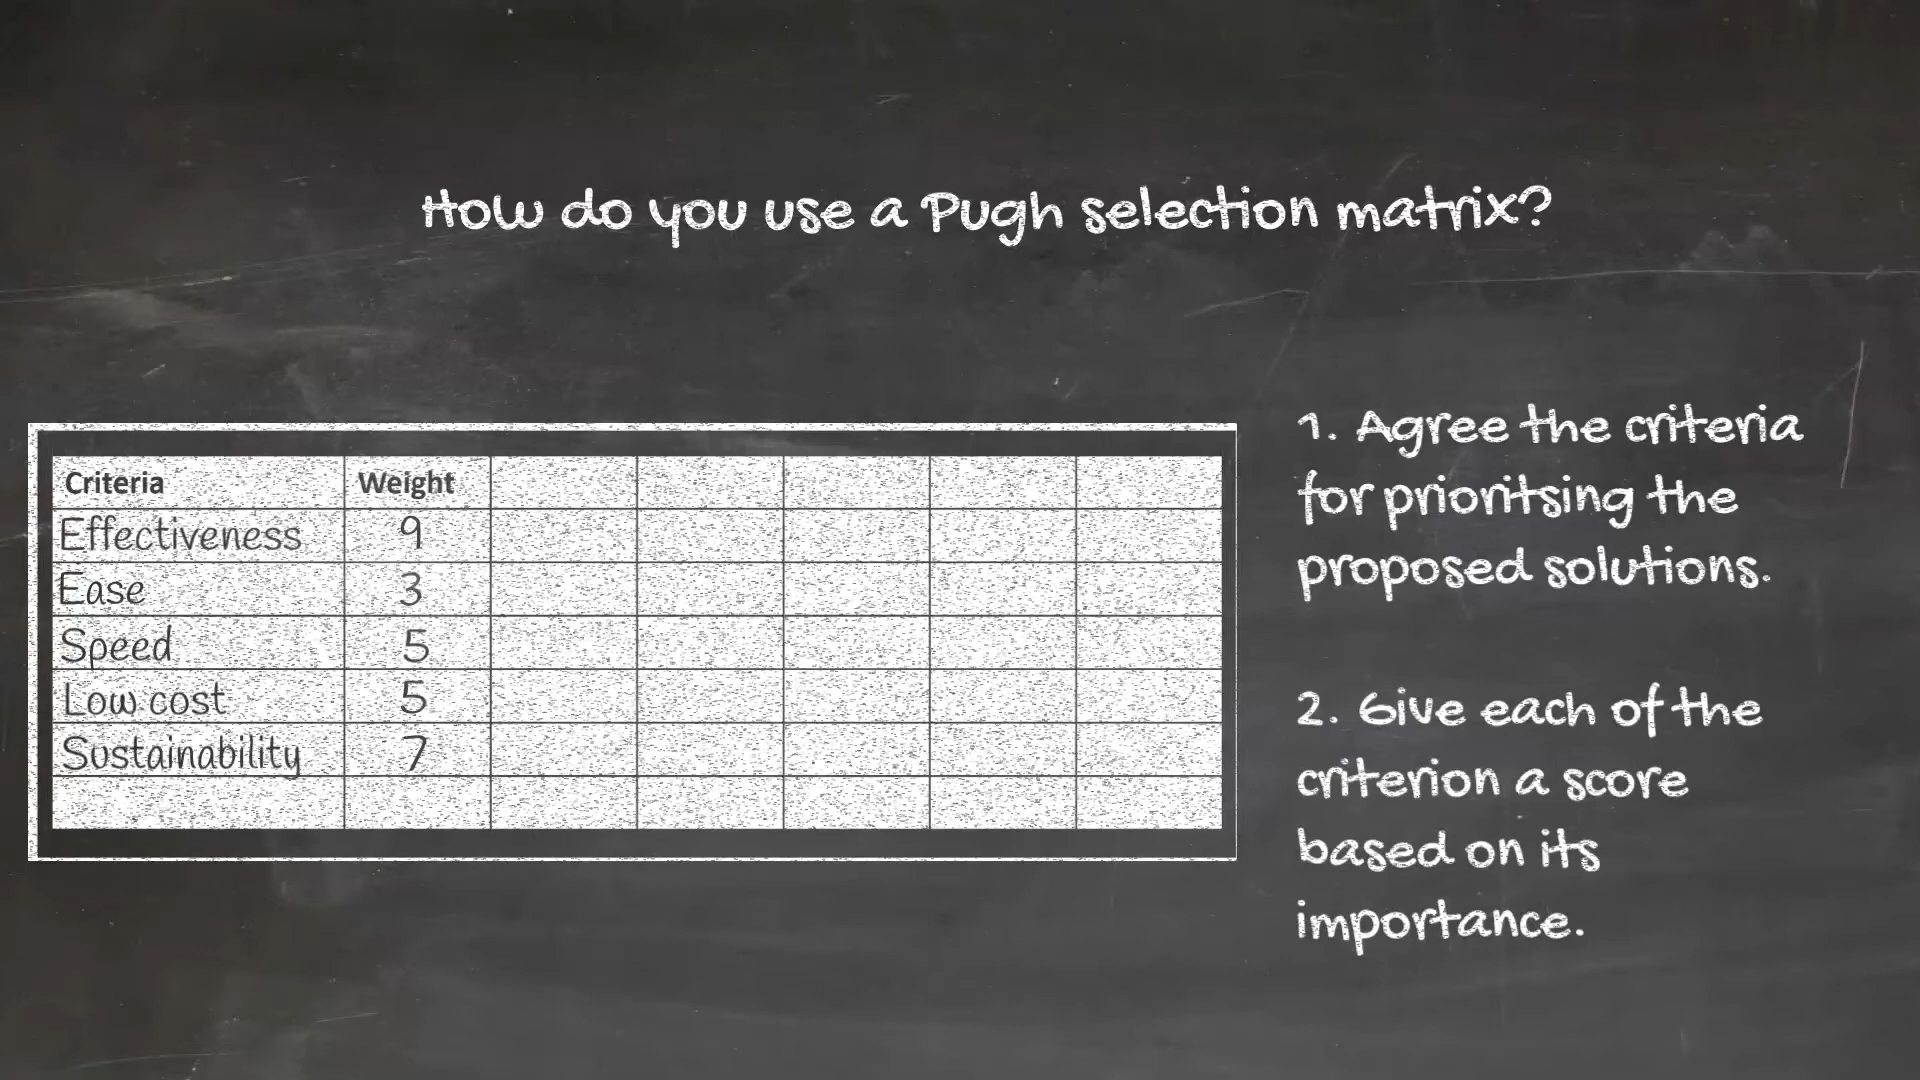 How do you use a Pugh selection matrix?
Criteria Weight
Effectiveness 9
Ease 3
Speed 5
Low cost 5
Sustainability 7
1. Agree the criteria
for prioritsing the
proposed solutions.
2. Give each of the
criterion a score
based on its
importance.